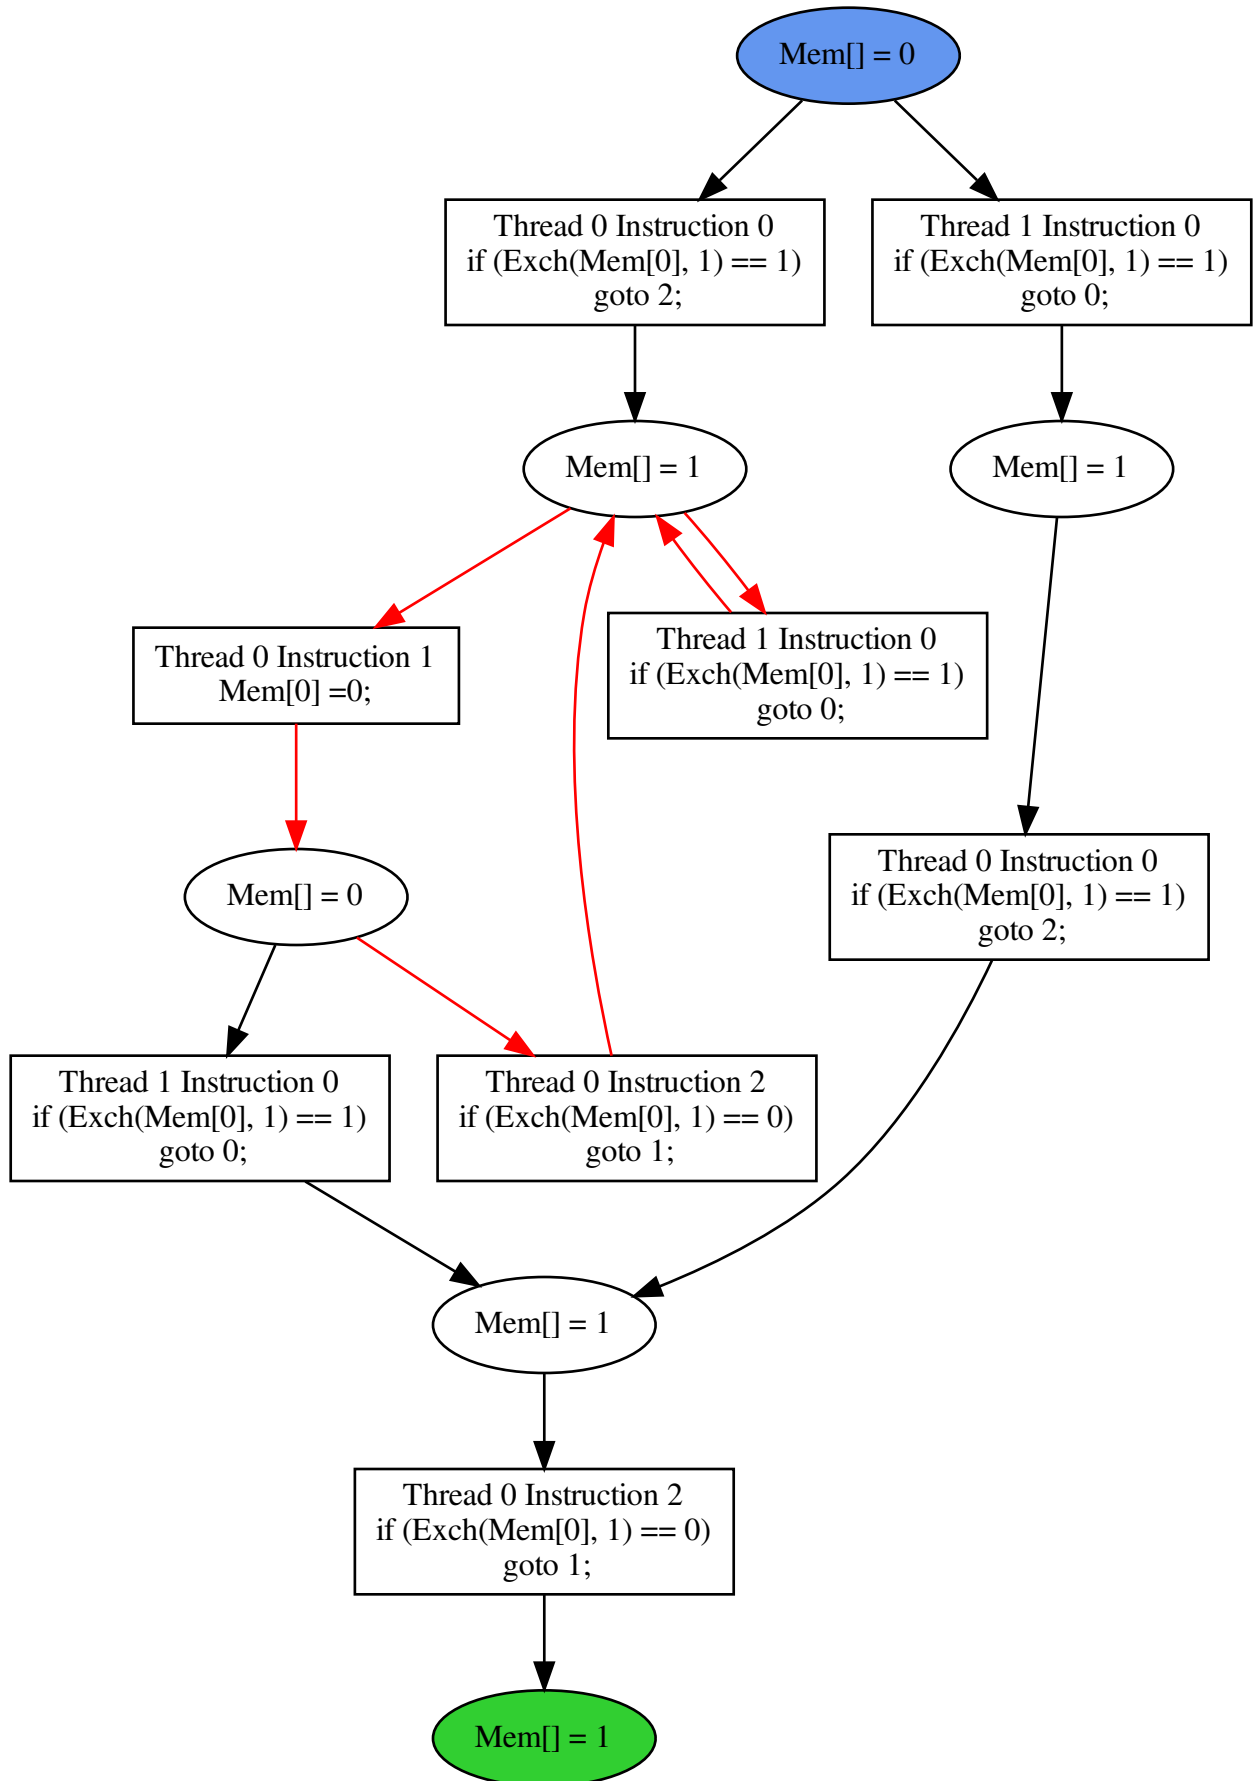 Mem[] = 0
Thread 0 Instruction 0
if (Exch(Mem[0], 1) == 1)
goto 2;
Thread 1 Instruction 0
if (Exch(Mem[0], 1) == 1)
goto 0;
Mem[] = 1
Mem[] = 1
Thread 0 Instruction 1
Mem[0] =0;
Thread 1 Instruction 0
if (Exch(Mem[0], 1) == 1)
goto 0;
Mem[] = 0
Thread 0 Instruction 0
if (Exch(Mem[0], 1) == 1)
goto 2;
Thread 1 Instruction 0
if (Exch(Mem[0], 1) == 1)
goto 0;
Thread 0 Instruction 2
if (Exch(Mem[0], 1) == 0)
goto 1;
Mem[] = 1
Thread 0 Instruction 2
if (Exch(Mem[0], 1) == 0)
goto 1;
Mem[] = 1